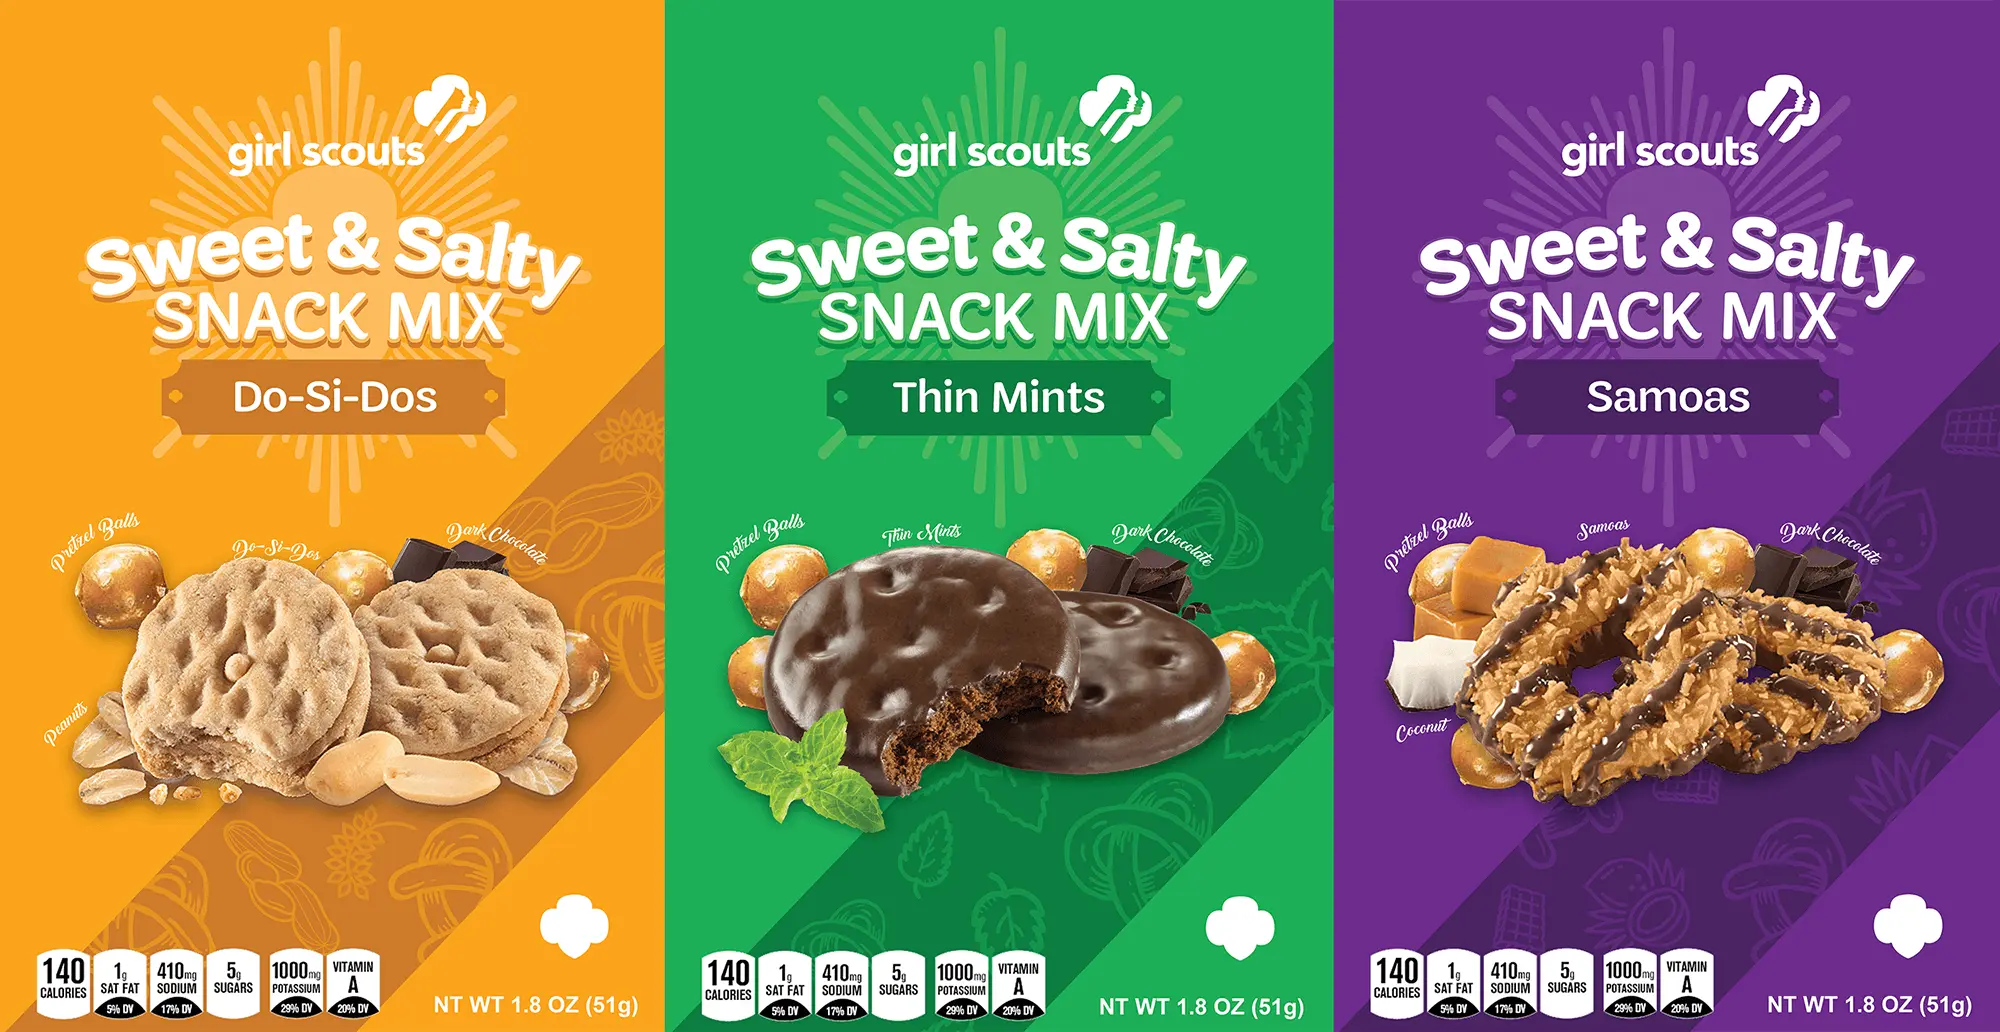 girl scouts
Sweet & Salty
SNACK MIX
Do-Si-Dos
Pretzel Balls
Do-Si-Dos
Dark Chocolate
Peanuts
140
CALORIES
1g
SAT FAT
5% DV
410mg
SODIUM
17% DV
5g
SUGARS
1000mg
POTASSIUM
29% DV
VITAMIN
A
20% DV
NT WT 1.8 OZ (51g)
girl scouts
Sweet & Salty
SNACK MIX
Thin Mints
Pretzel Balls
Thin Mints
Dark Chocolate
140
CALORIES
1g
SAT FAT
5% DV
410mg
SODIUM
17% DV
5g
SUGARS
1000mg
POTASSIUM
29% DV
VITAMIN
A
20% DV
NT WT 1.8 OZ (51g)
girl scouts
Sweet & Salty
SNACK MIX
Samoas
Pretzel Balls
Samoas
Dark Chocolate
Coconut
140
CALORIES
1g
SAT FAT
5% DV
410mg
SODIUM
17% DV
5g
SUGARS
1000mg
POTASSIUM
29% DV
VITAMIN
A
20% DV
NT WT 1.8 OZ (51g)